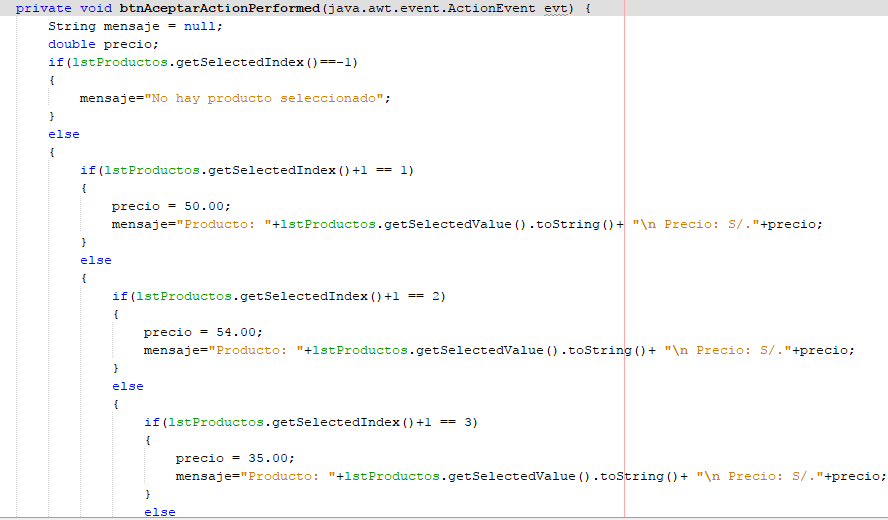 private void btnAceptarActionPerformed(java.awt.event.ActionEvent evt) {
String mensaje = null;
double precio;
if(lstProductos.getSelectedIndex()==-1)
{
mensaje="No hay producto seleccionado";
}
else
{
if(lstProductos.getSelectedIndex()+1 == 1)
{
precio = 50.00;
mensaje="Producto: "+lstProductos.getSelectedValue().toString()+ "\n Precio: S/."+precio;
}
else
{
if(lstProductos.getSelectedIndex()+1 == 2)
{
precio = 54.00;
mensaje="Producto: "+lstProductos.getSelectedValue().toString()+ "\n Precio: S/."+precio;
}
else
{
if(lstProductos.getSelectedIndex()+1 == 3)
{
precio = 35.00;
mensaje="Producto: "+lstProductos.getSelectedValue().toString()+ "\n Precio: S/."+precio;
}
else